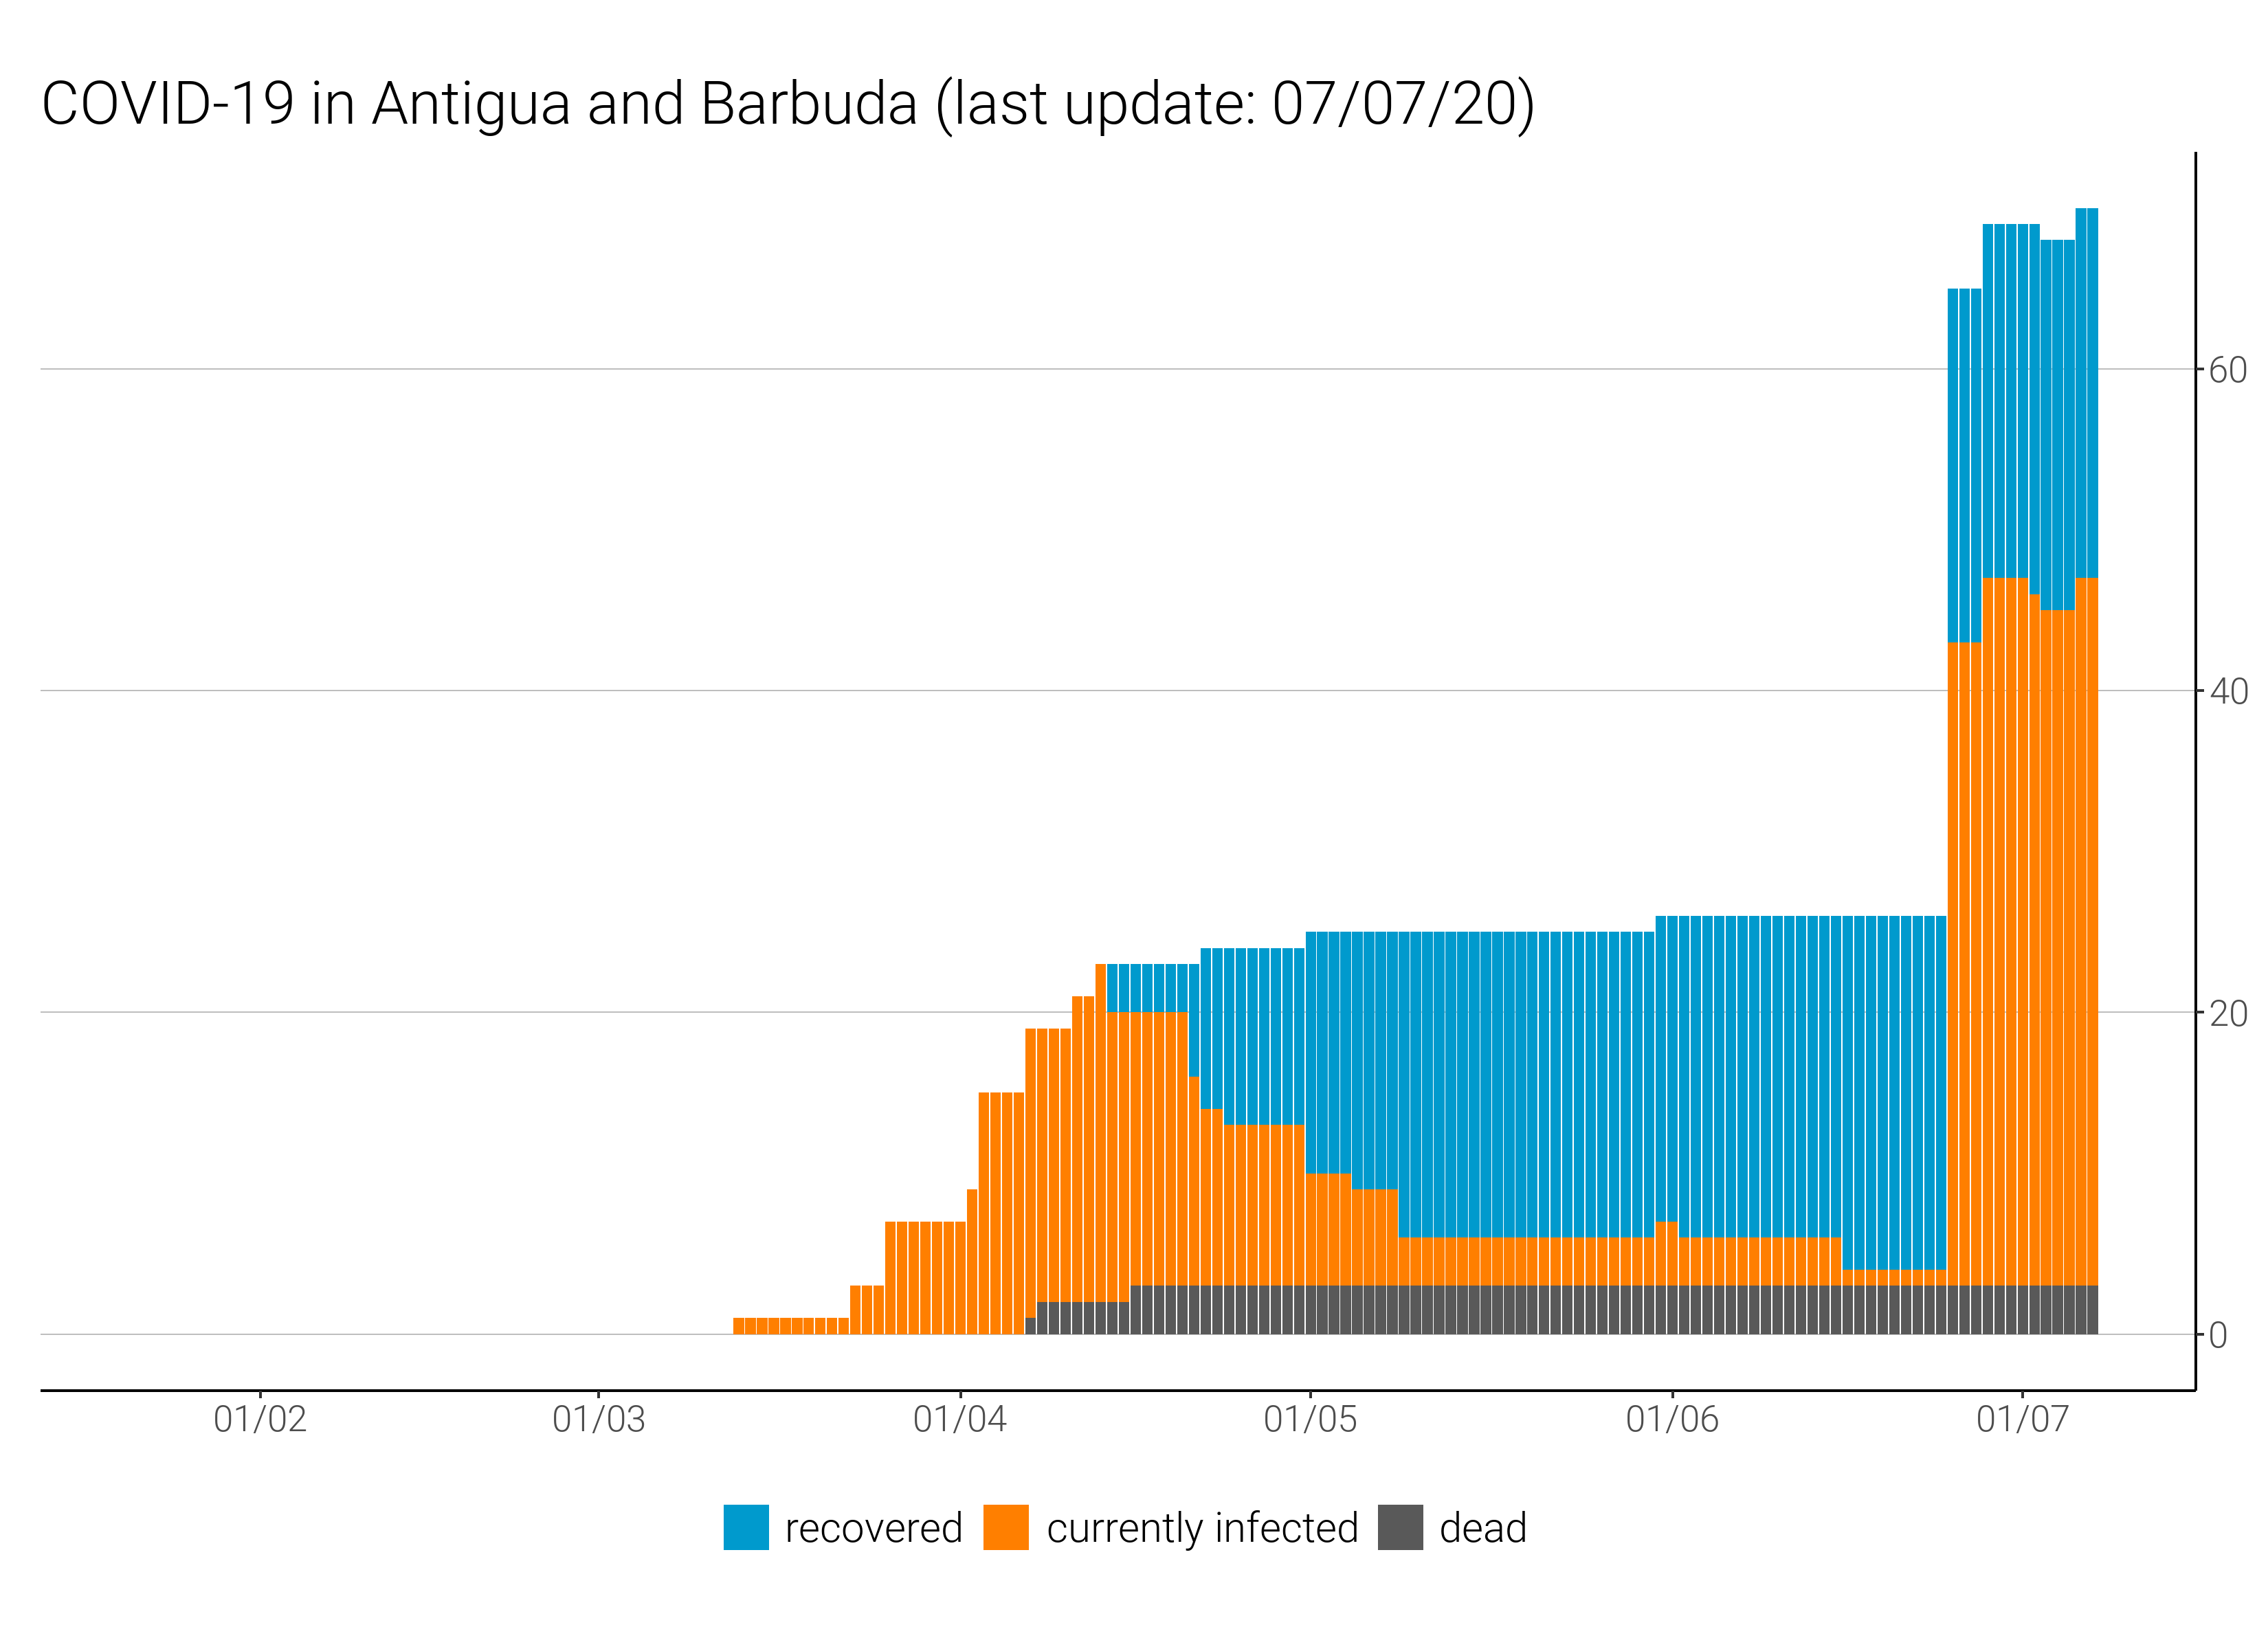 COVID-19 in Antigua and Barbuda (last update: 07/07/20)
60
40
20
0
01/02 01/03 01/04 01/05 01/06 01/07
recovered currently infected dead